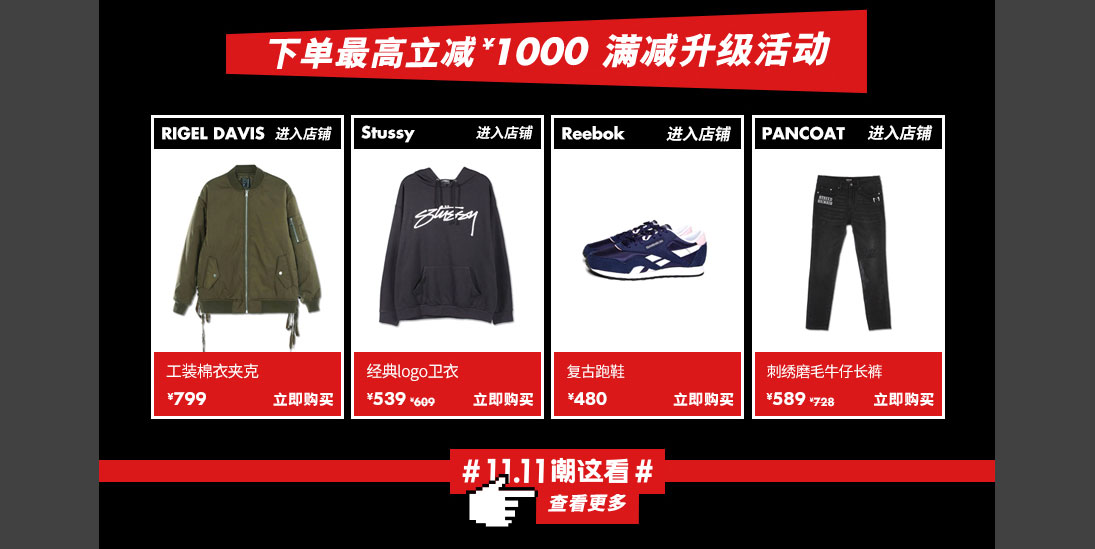 下单最高立减¥1000 满减升级活动
RIGEL DAVIS 进入店铺
Stussy 进入店铺
Reebok 进入店铺
PANCOAT 进入店铺
Stussy
工装棉衣夹克
¥799 立即购买
经典logo卫衣
¥539 ¥609 立即购买
复古跑鞋
¥480 立即购买
刺绣磨毛牛仔长裤
¥589 ¥728 立即购买
#11.11潮这看#
查看更多